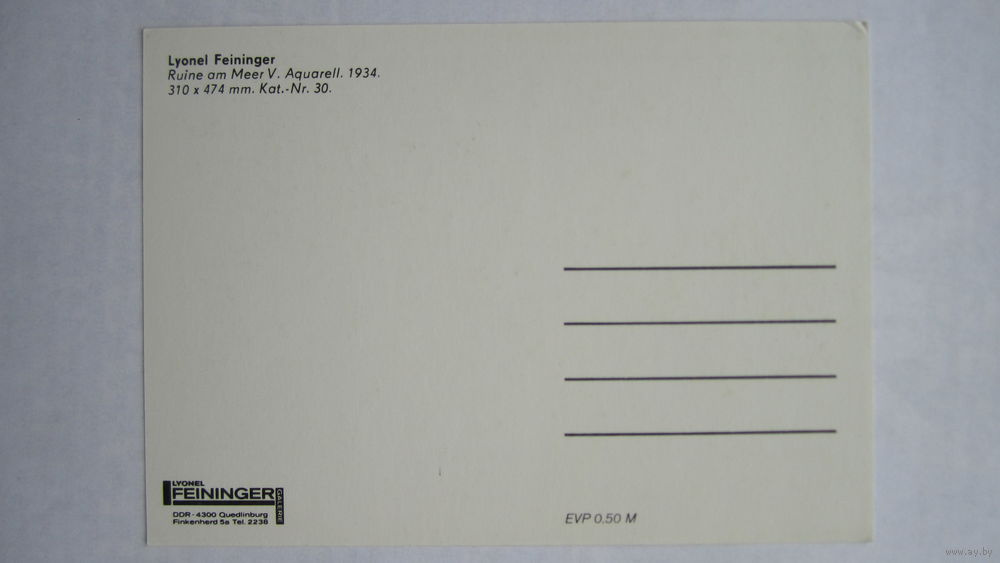 Lyonel Feininger
Ruine am Meer V. Aquarell. 1934.
310 x 474 mm. Kat.-Nr. 30.
LYONEL
FEININGER
GALERIE
DDR-4300 Quedlinburg
Finkenherd 5a Tel. 2238
EVP 0.50 M
www.ay.by